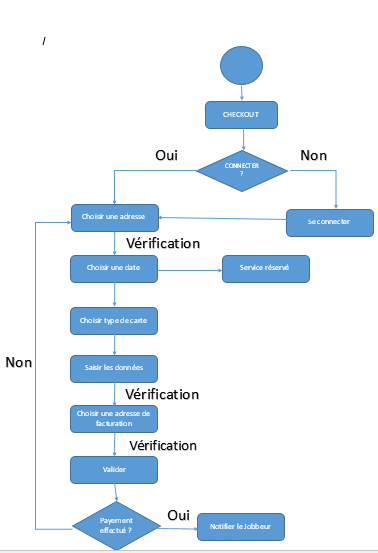 /
CHECKOUT
CONNECTER
?
Oui
Non
Choisir une adresse
Se connecter
Vérification
Choisir une date
Service réservé
Choisir type de carte
Non
Saisir les données
Vérification
Choisir une adresse de
facturation
Vérification
Valider
Payement
effectué ?
Oui
Notifier le Jobbeur